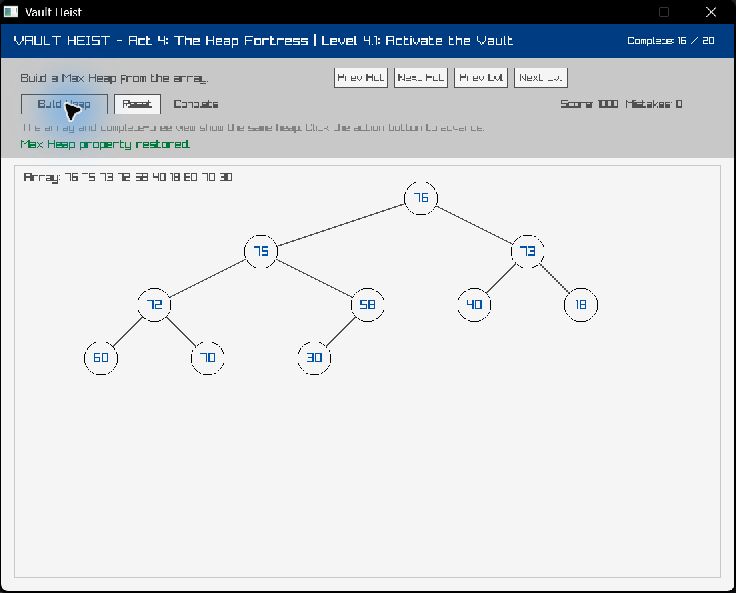 Vault Heist
VAULT HEIST - Act 4: The Heap Fortress | Level 4.1: Activate the Vault
Complete: 16 / 20
Build a Max Heap from the array.
Prev Act
Next Act
Prev Lvl
Next Lvl
Build Heap
Reset
Complete
Score: 1000 Mistakes: 0
The array and complete-tree view show the same heap. Click the action button to advance.
Max Heap property restored.
Array: 76 75 73 72 58 40 18 60 70 30
76
75
73
72
58
40
18
60
70
30